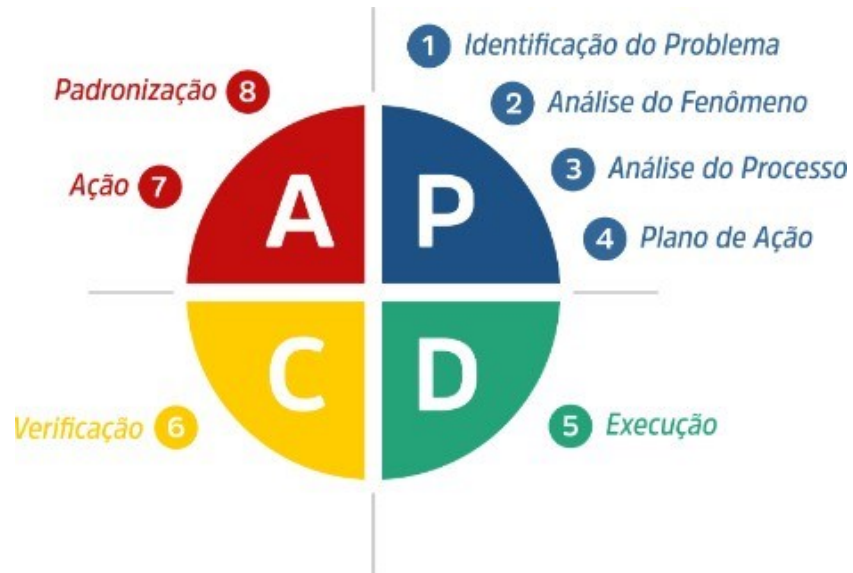 1 Identificação do Problema
2 Análise do Fenômeno
3 Análise do Processo
4 Plano de Ação
5 Execução
Verificação 6
Ação 7
Padronização 8
A P
C D